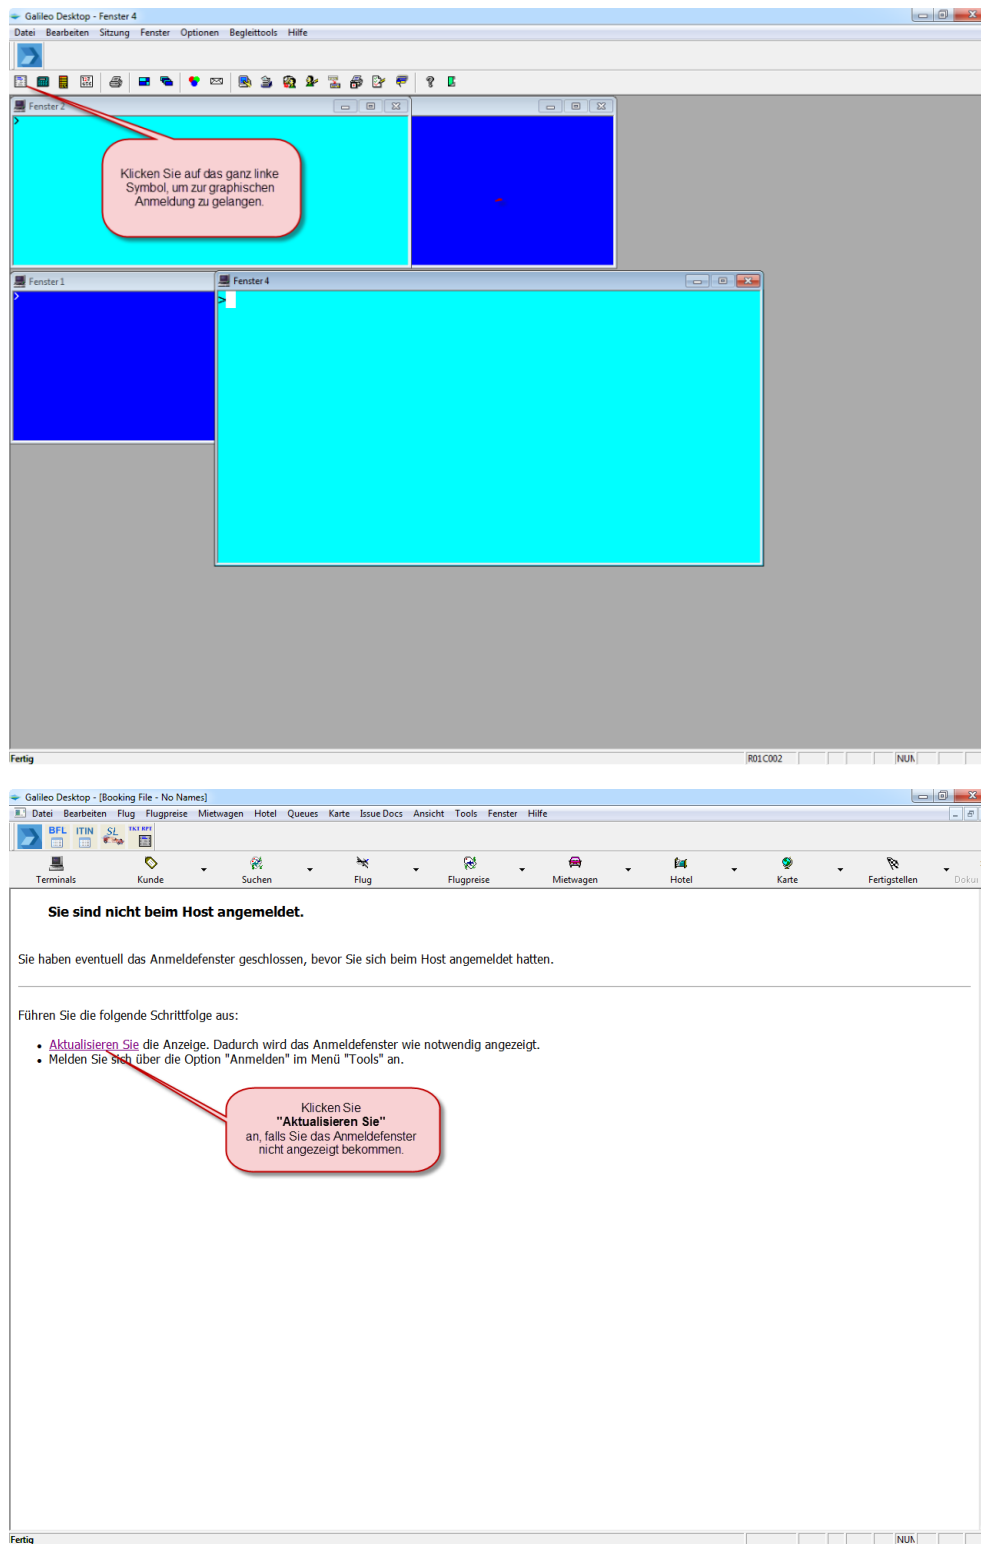 Galileo Desktop - Fenster 4
Datei Bearbeiten Sitzung Fenster Optionen Begleittools Hilfe
Fenster 2
>
Klicken Sie auf das ganz linke
Symbol, um zur graphischen
Anmeldung zu gelangen.
Fenster 1
>
Fenster 4
>
Fertig
R01C002
NUM
Galileo Desktop - [Booking File - No Names]
Datei Bearbeiten Flug Flugpreise Mietwagen Hotel Queues Karte Issue Docs Ansicht Tools Fenster Hilfe
BFL ITIN SL TKT RPT
Terminals Kunde Suchen Flug Flugpreise Mietwagen Hotel Karte Fertigstellen Doku
Sie sind nicht beim Host angemeldet.
Sie haben eventuell das Anmeldefenster geschlossen, bevor Sie sich beim Host angemeldet hatten.
Führen Sie die folgende Schrittfolge aus:
• Aktualisieren Sie die Anzeige. Dadurch wird das Anmeldefenster wie notwendig angezeigt.
• Melden Sie sich über die Option "Anmelden" im Menü "Tools" an.
Klicken Sie
"Aktualisieren Sie"
an, falls Sie das Anmeldefenster
nicht angezeigt bekommen.
Fertig
NUM